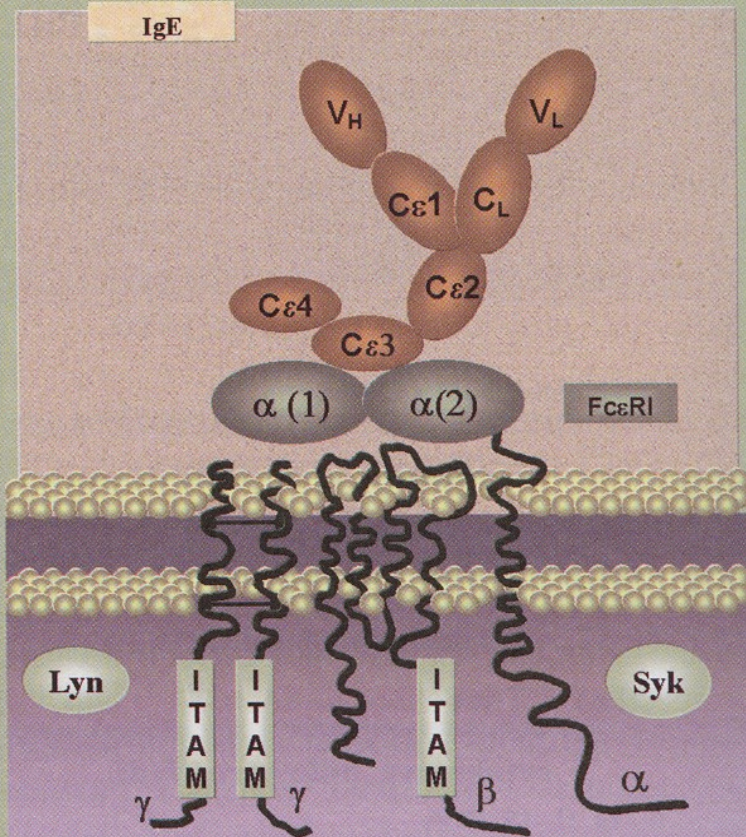 IgE
VH
VL
Cε1
CL
Cε2
Cε4
Cε3
α (1)
α(2)
FcεRI
Lyn
ITAM
ITAM
ITAM
Syk
γ
γ
β
α